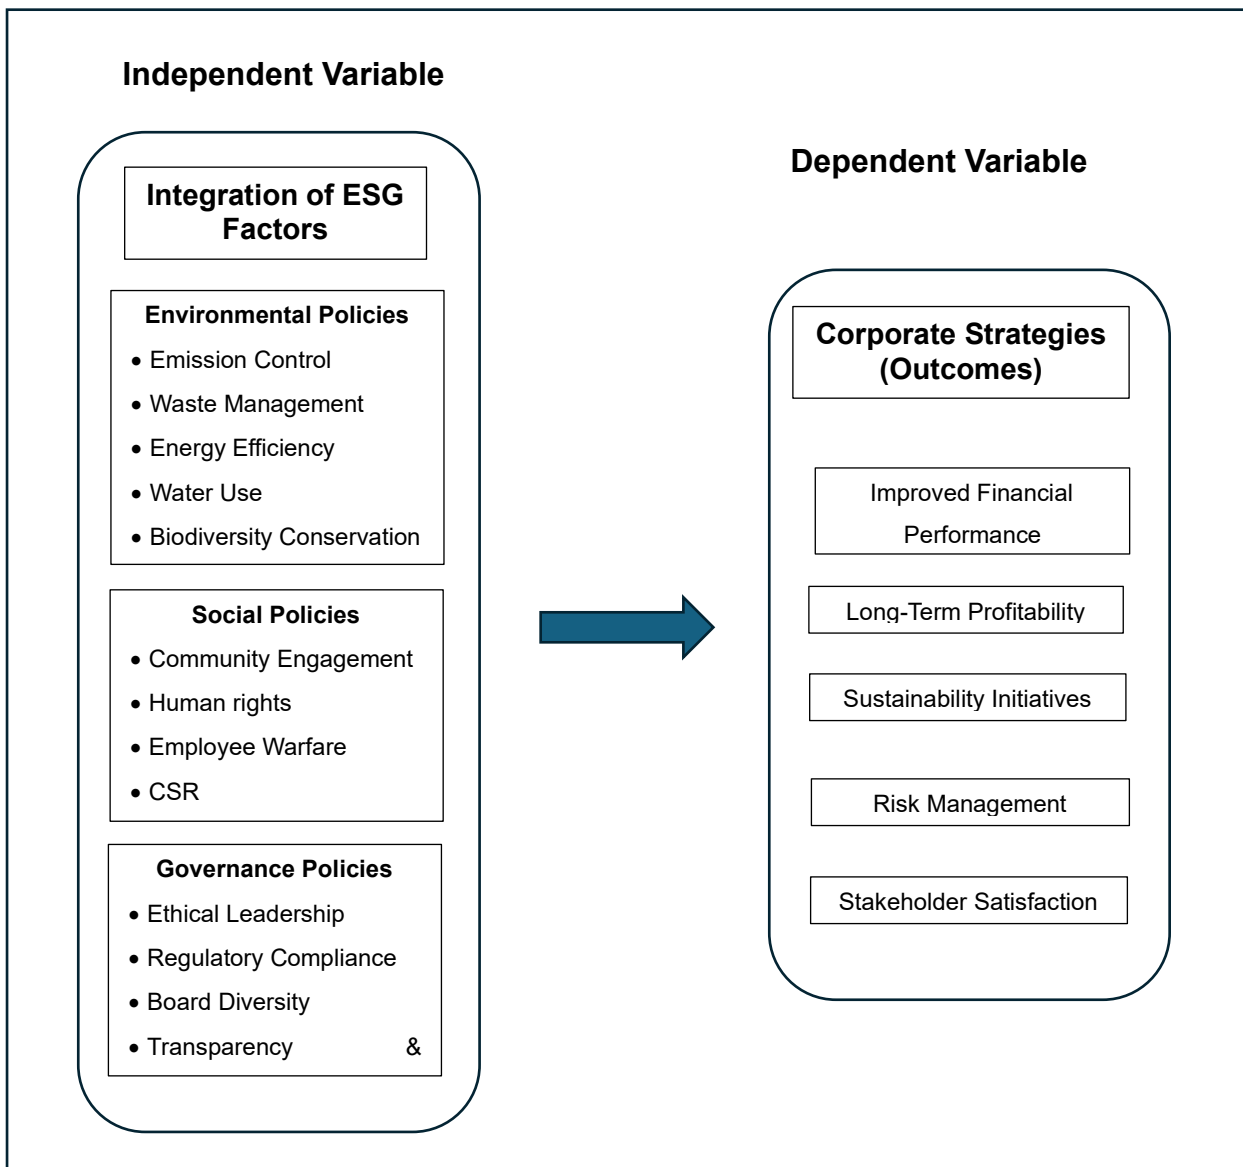 Independent Variable
Integration of ESG
Factors
Environmental Policies
• Emission Control
• Waste Management
• Energy Efficiency
• Water Use
• Biodiversity Conservation
Social Policies
• Community Engagement
• Human rights
• Employee Warfare
• CSR
Governance Policies
• Ethical Leadership
• Regulatory Compliance
• Board Diversity
• Transparency &
Dependent Variable
Corporate Strategies
(Outcomes)
Improved Financial
Performance
Long-Term Profitability
Sustainability Initiatives
Risk Management
Stakeholder Satisfaction